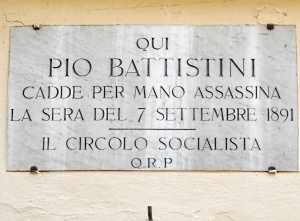 QUI
PIO BATTISTINI
CADDE PER MANO ASSASSINA
LA SERA DEL 7 SETTEMBRE 1891
IL CIRCOLO SOCIALISTA
Q.R.P